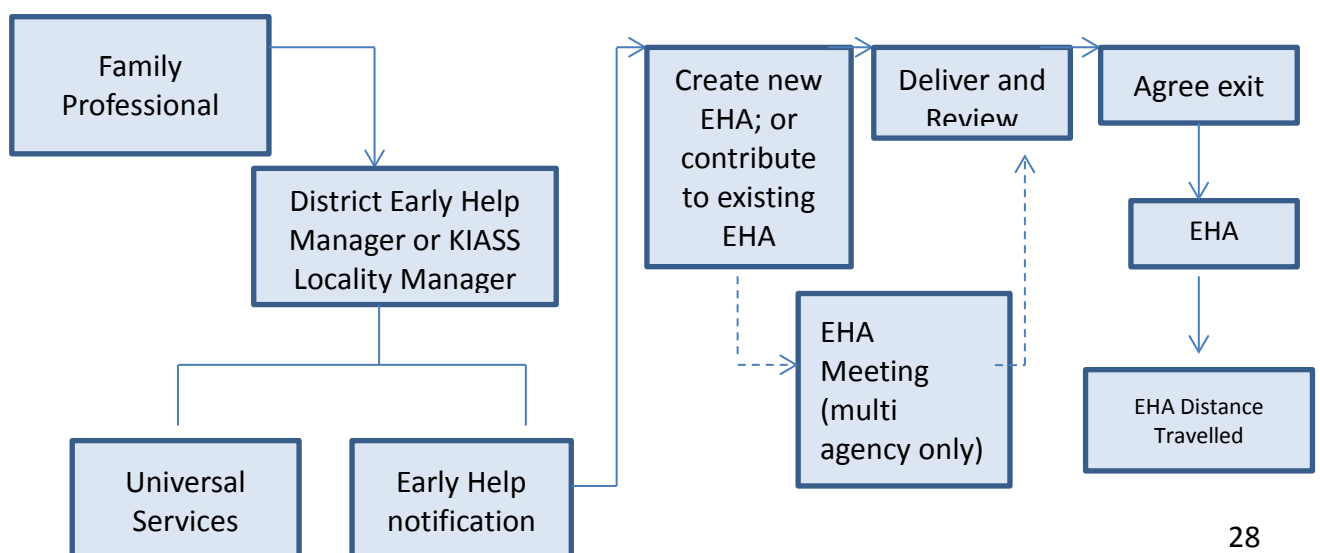 Family
Professional
District Early Help
Manager or KIASS
Locality Manager
Universal
Services
Early Help
notification
Create new
EHA; or
contribute
to existing
EHA
EHA
Meeting
(multi
agency only)
Deliver and
Review
Agree exit
EHA
EHA Distance
Travelled
28